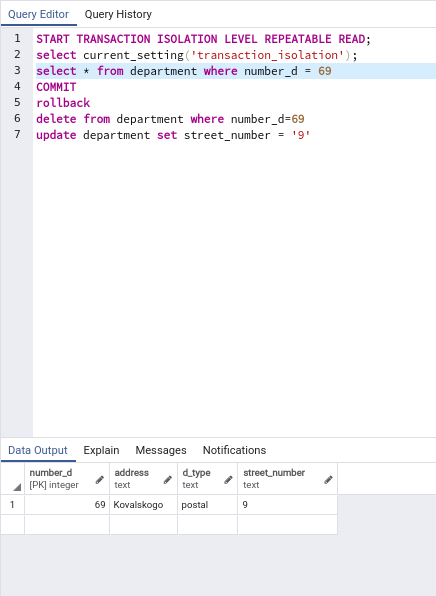 Query Editor Query History
1 START TRANSACTION ISOLATION LEVEL REPEATABLE READ;
2 select current_setting('transaction_isolation');
3 select * from department where number_d = 69
4 COMMIT
5 rollback
6 delete from department where number_d=69
7 update department set street_number = '9'
Data Output Explain Messages Notifications
number_d address d_type street_number
[PK] integer text text text
1 69 Kovalskogo postal 9